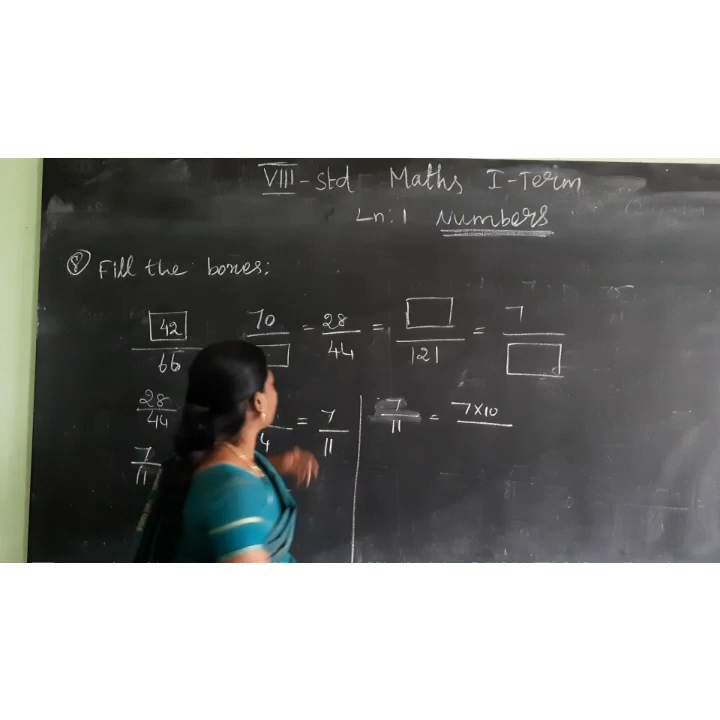 VIII-Std Maths I-Term
Ln:1 Numbers
Fill the boxes:
42/66 70/ = 28/44 = /121 = 7/
28/44
4 = 7/11
7/11 = 7×10
7/11